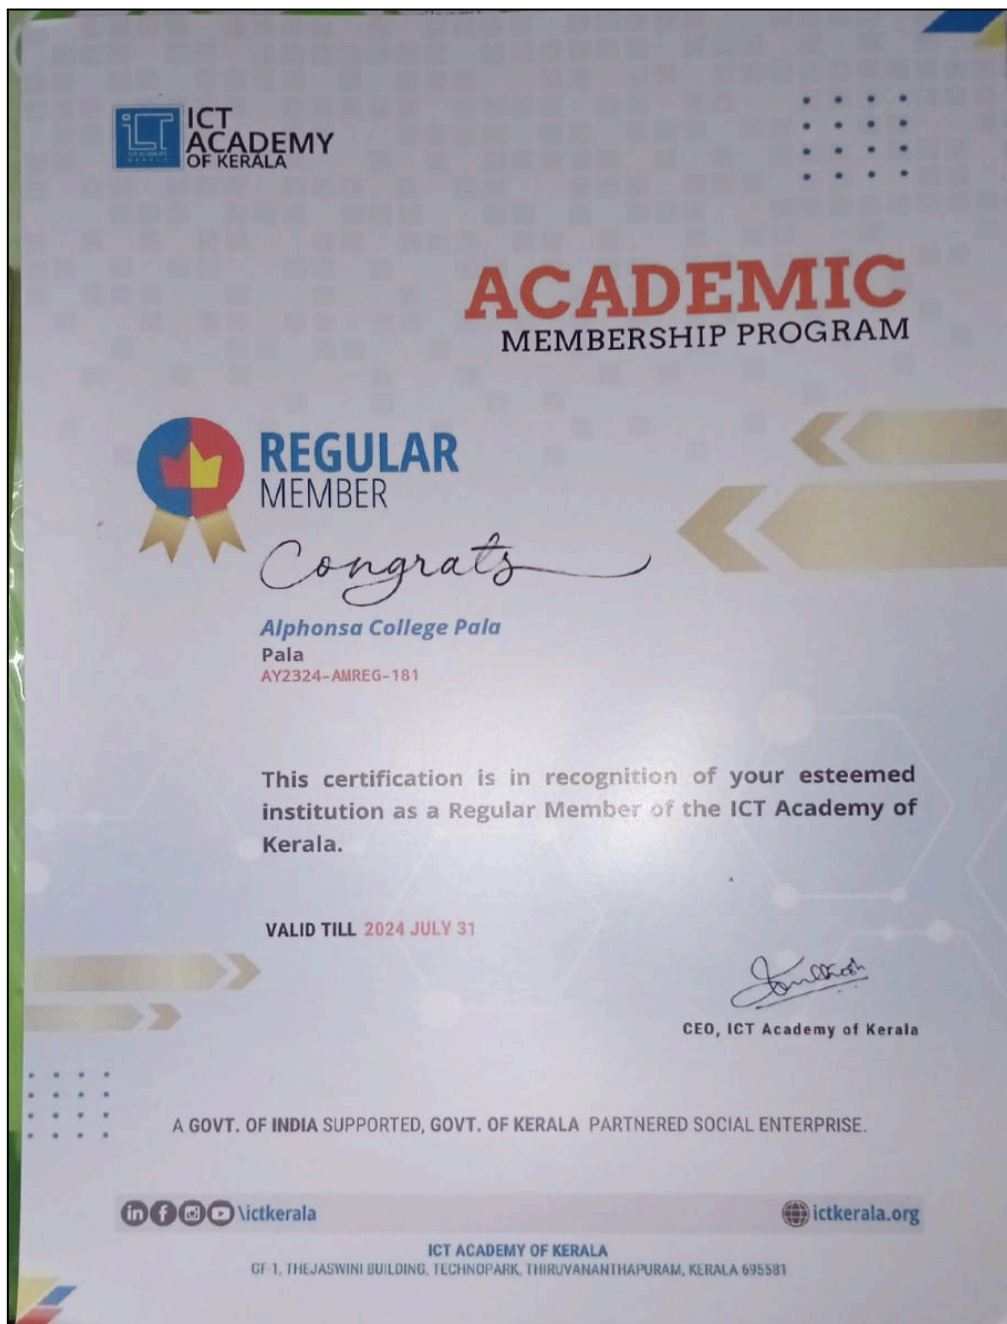 ICT
ACADEMY
OF KERALA
ACADEMIC
MEMBERSHIP PROGRAM
REGULAR
MEMBER
Congrats
Alphonsa College Pala
Pala
AY2324-AMREG-181
This certification is in recognition of your esteemed
institution as a Regular Member of the ICT Academy of
Kerala.
VALID TILL 2024 JULY 31
CEO, ICT Academy of Kerala
A GOVT. OF INDIA SUPPORTED, GOVT. OF KERALA PARTNERED SOCIAL ENTERPRISE.
\ictkerala
ictkerala.org
ICT ACADEMY OF KERALA
GF-1, THEJASWINI BUILDING, TECHNOPARK, THIRUVANANTHAPURAM, KERALA 695581